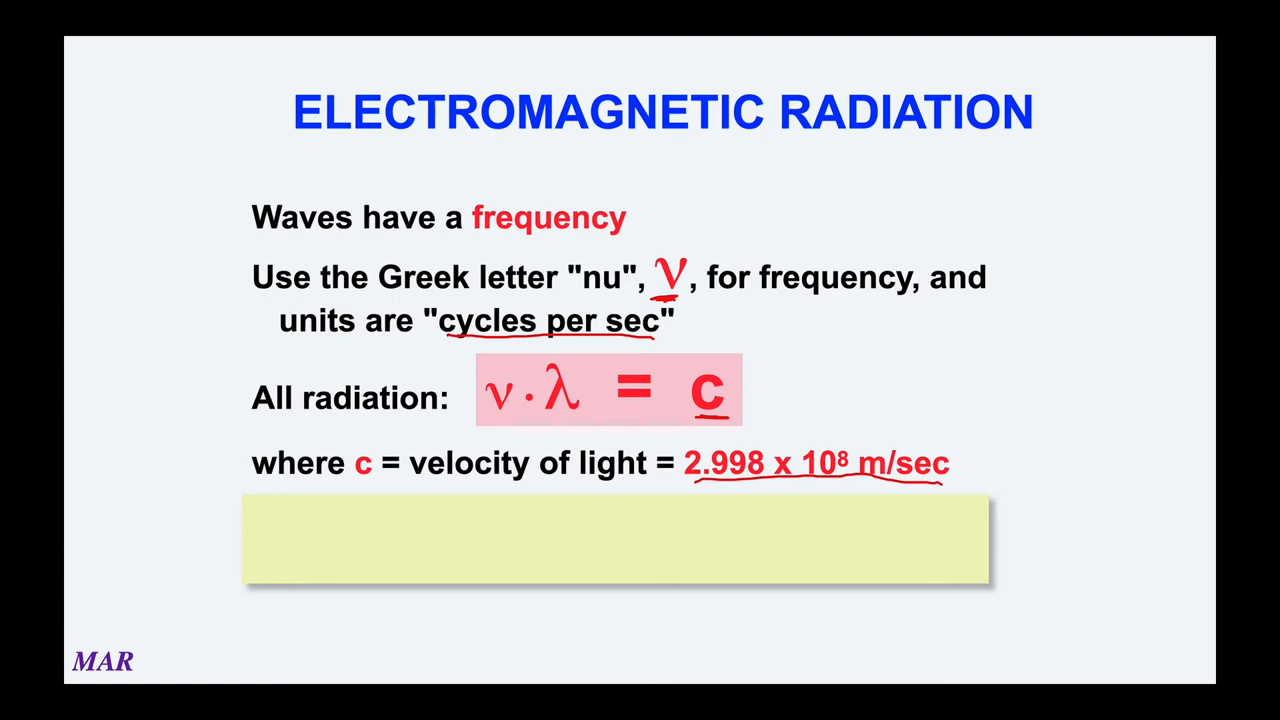 ELECTROMAGNETIC RADIATION
Waves have a frequency
Use the Greek letter "nu", ν, for frequency, and
units are "cycles per sec"
All radiation: ν · λ = c
where c = velocity of light = 2.998 x 10⁸ m/sec
MAR